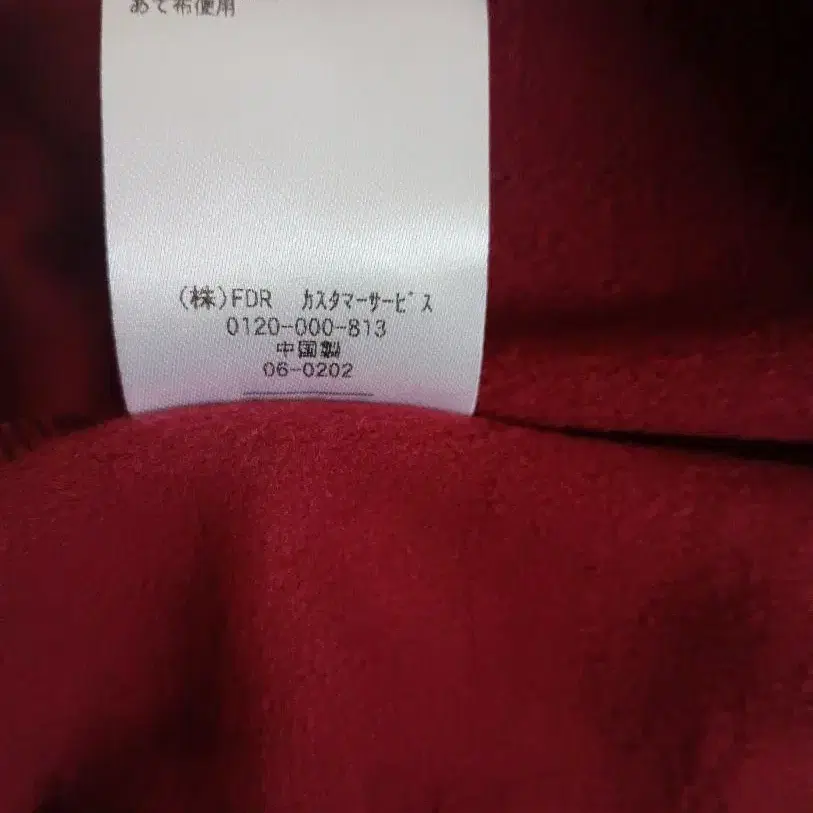 あて布使用
(株)FDR ｶｽﾀﾏｰｻｰﾋﾞｽ
0120-000-813
中国製
06-0202